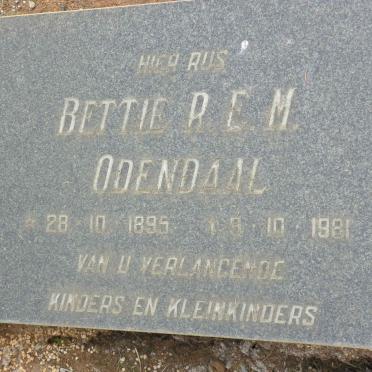 HIER RUS
BETTIE R. E. M.
ODENDAAL
* 28 · 10 · 1895 † 9 · 10 · 1981
VAN U VERLANGENDE
KINDERS EN KLEINKINDERS